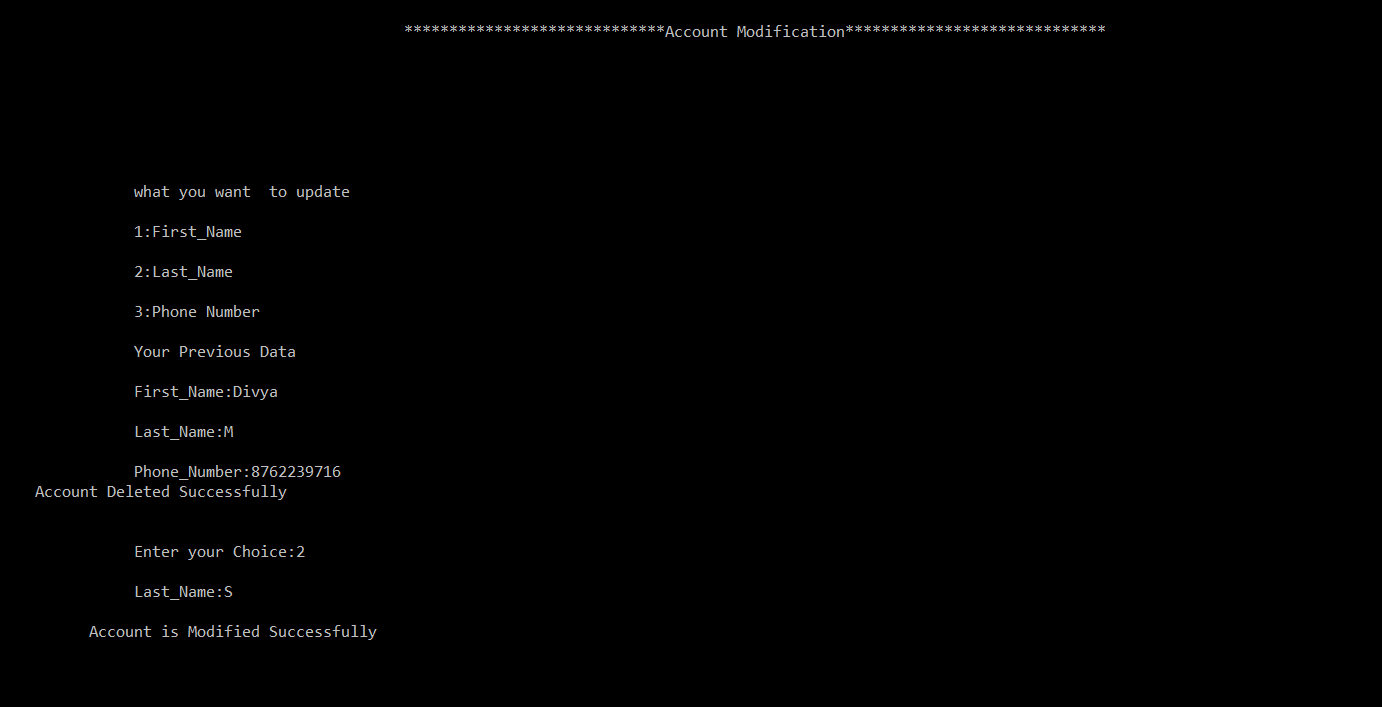 *****************************Account Modification*****************************
what you want  to update
1:First_Name
2:Last_Name
3:Phone Number
Your Previous Data
First_Name:Divya
Last_Name:M
Phone_Number:8762239716
Account Deleted Successfully
Enter your Choice:2
Last_Name:S
Account is Modified Successfully